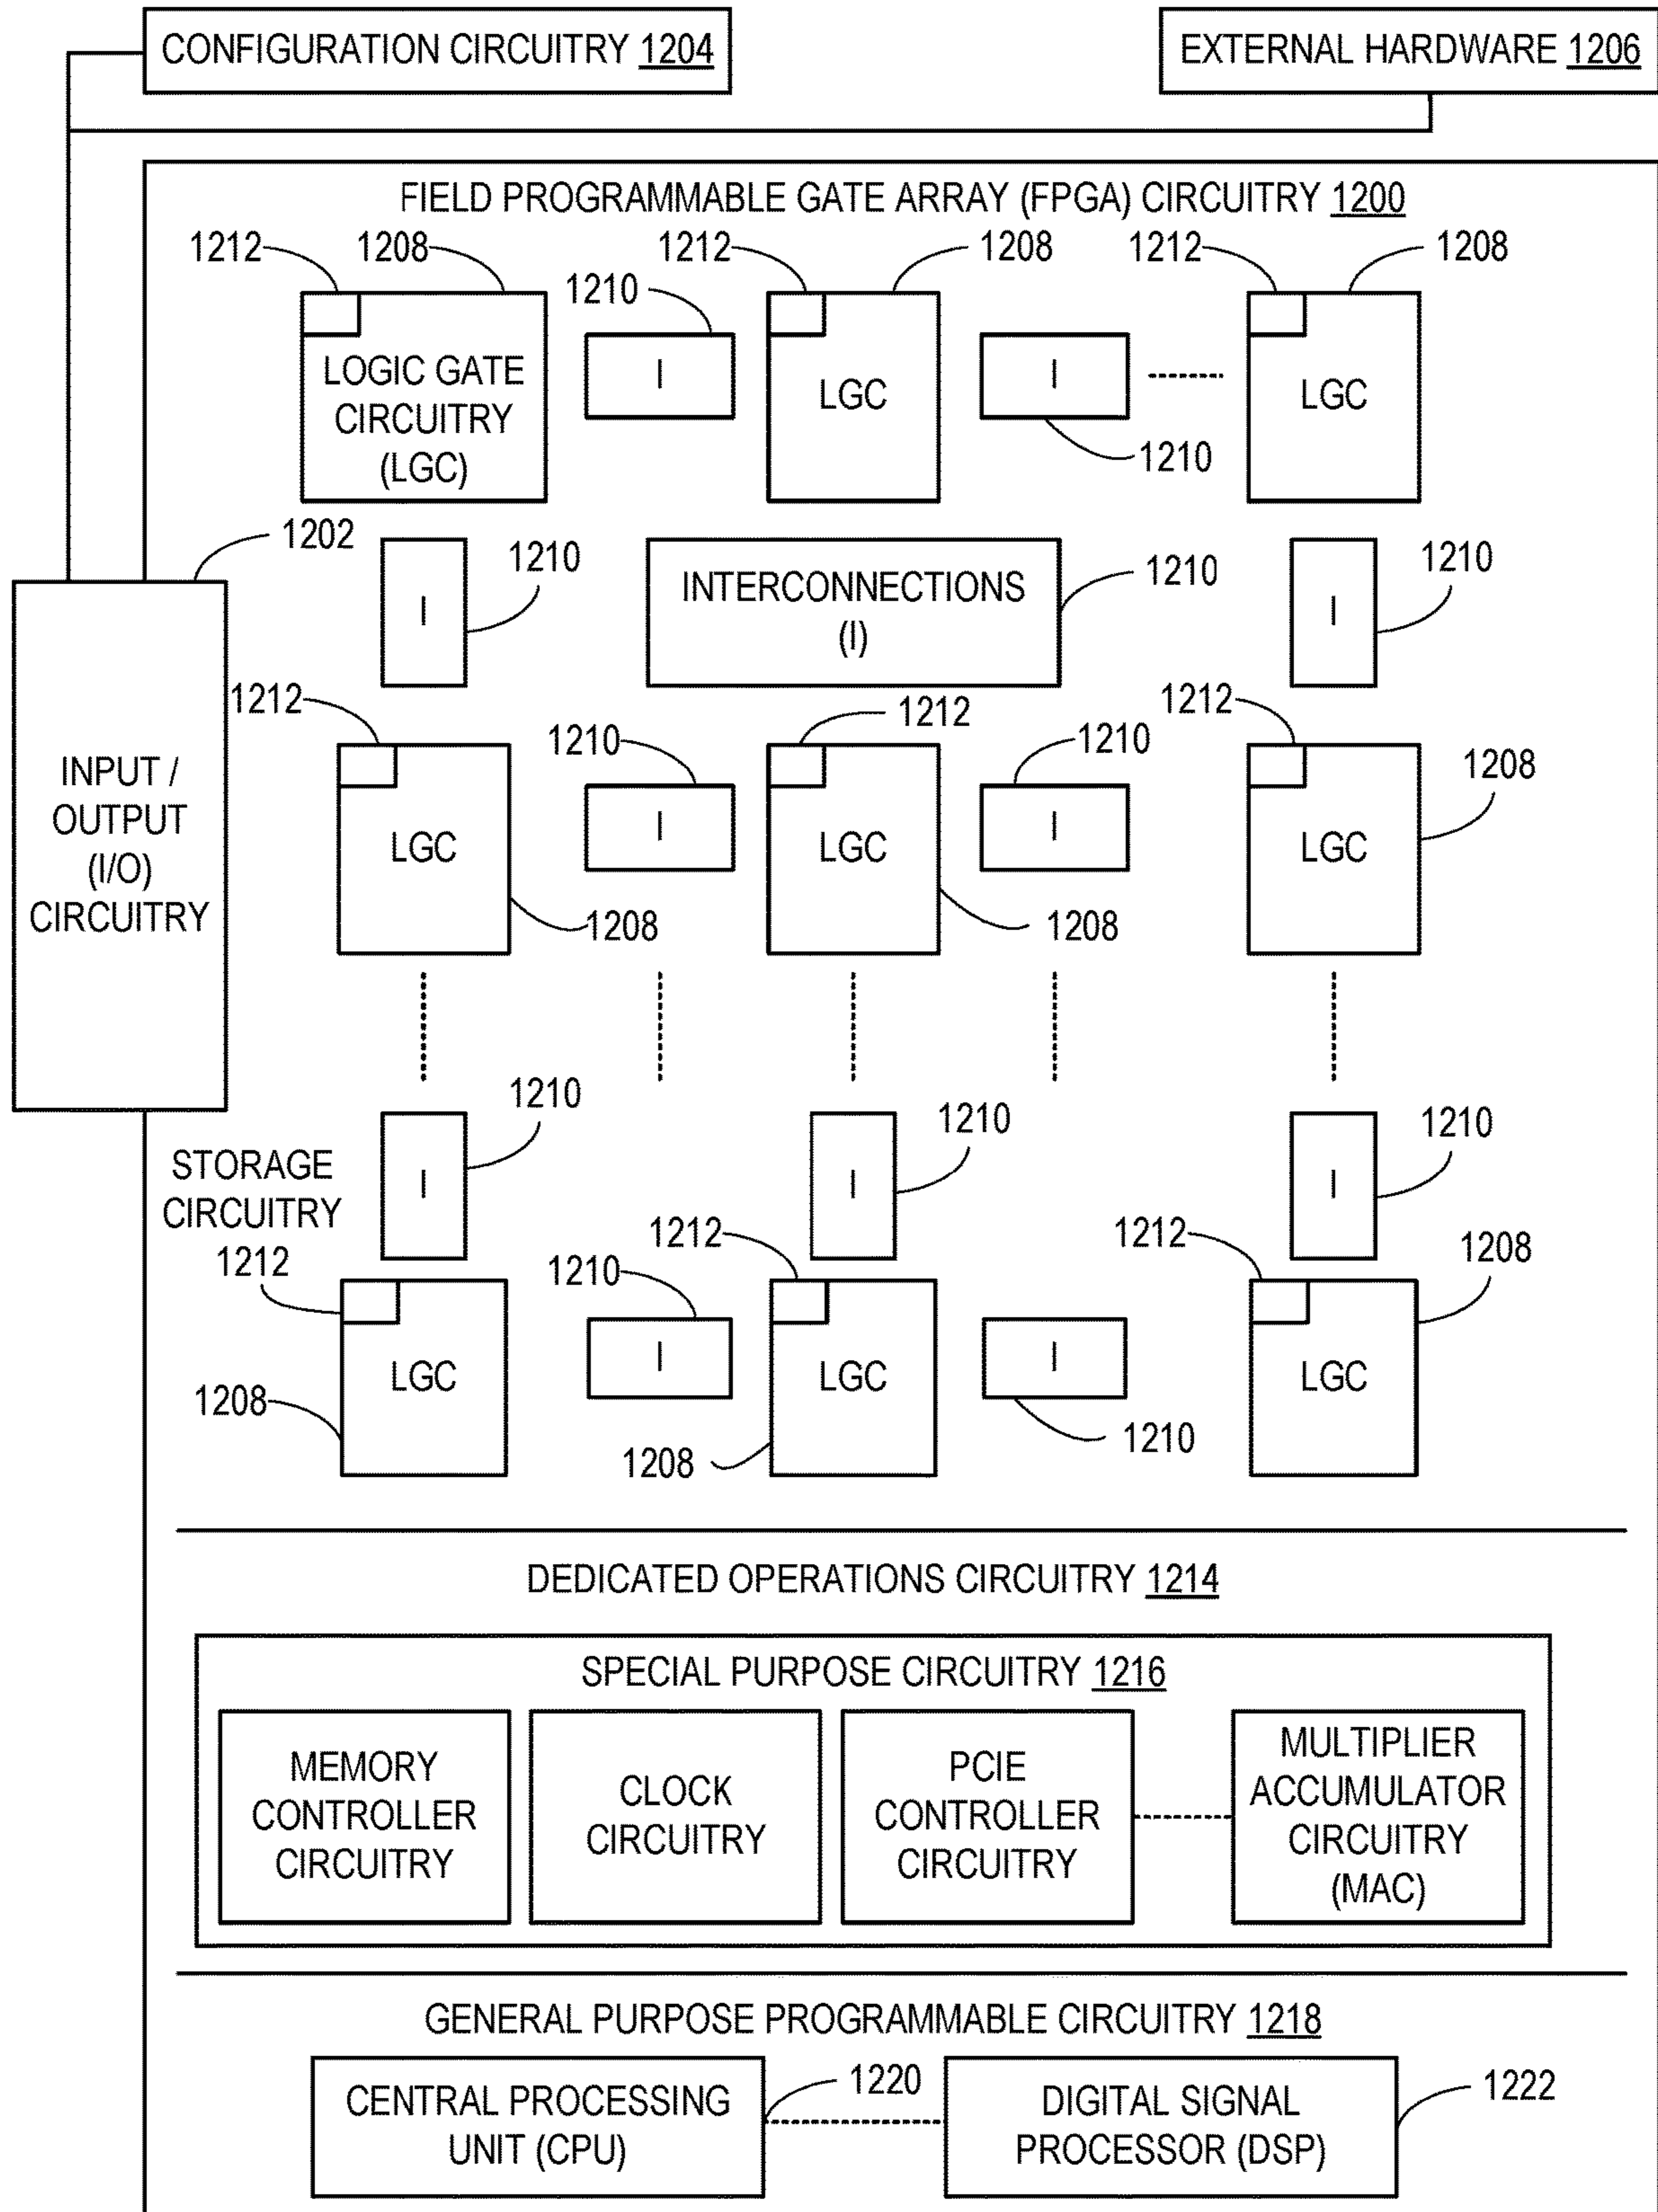 CONFIGURATION CIRCUITRY 1204
EXTERNAL HARDWARE 1206
FIELD PROGRAMMABLE GATE ARRAY (FPGA) CIRCUITRY 1200
1212
1208
1212
1208
1212
1208
1210
LOGIC GATE
CIRCUITRY
(LGC)
I
LGC
I
LGC
1210
1202
1210
1210
1210
I
INTERCONNECTIONS
(I)
I
1212
1212
1212
1210
1210
1208
INPUT /
OUTPUT
(I/O)
CIRCUITRY
LGC
I
LGC
I
LGC
1208
1208
1210
1210
1210
STORAGE
CIRCUITRY
I
I
I
1212
1212
1212
1208
1210
LGC
I
LGC
I
LGC
1208
1208
1210
DEDICATED OPERATIONS CIRCUITRY 1214
SPECIAL PURPOSE CIRCUITRY 1216
MEMORY
CONTROLLER
CIRCUITRY
CLOCK
CIRCUITRY
PCIE
CONTROLLER
CIRCUITRY
MULTIPLIER
ACCUMULATOR
CIRCUITRY
(MAC)
GENERAL PURPOSE PROGRAMMABLE CIRCUITRY 1218
CENTRAL PROCESSING
UNIT (CPU)
1220
DIGITAL SIGNAL
PROCESSOR (DSP)
1222